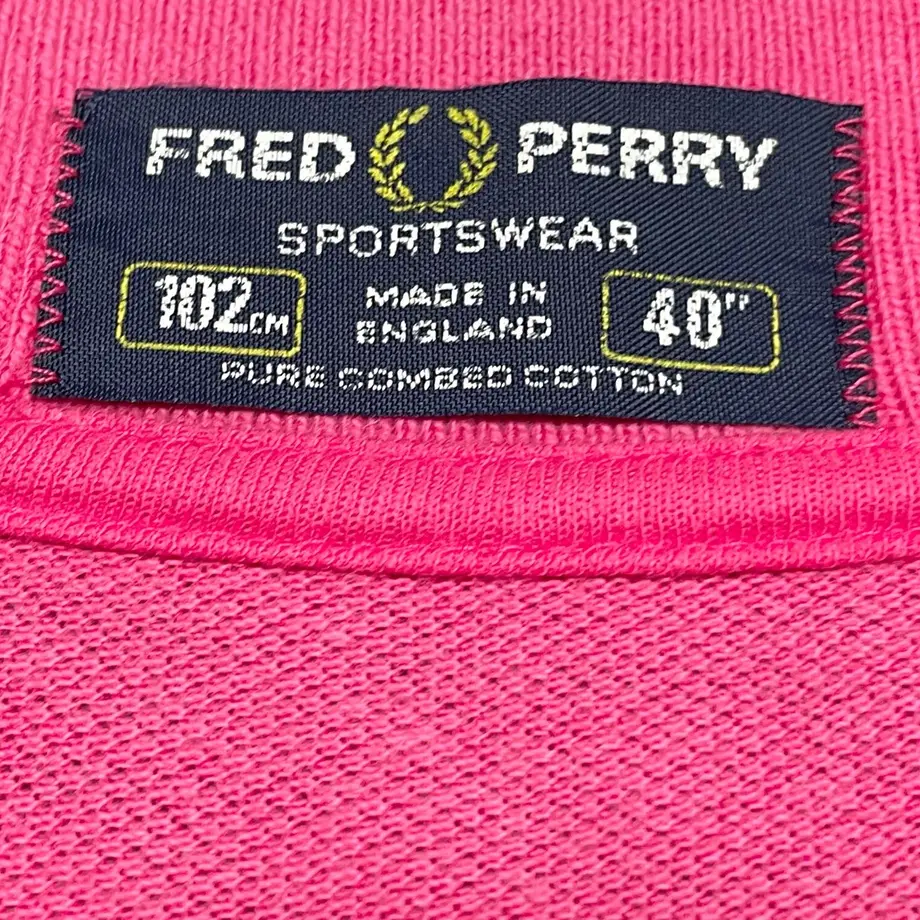 FRED PERRY
SPORTSWEAR
102CM MADE IN 40"
ENGLAND
PURE COMBED COTTON